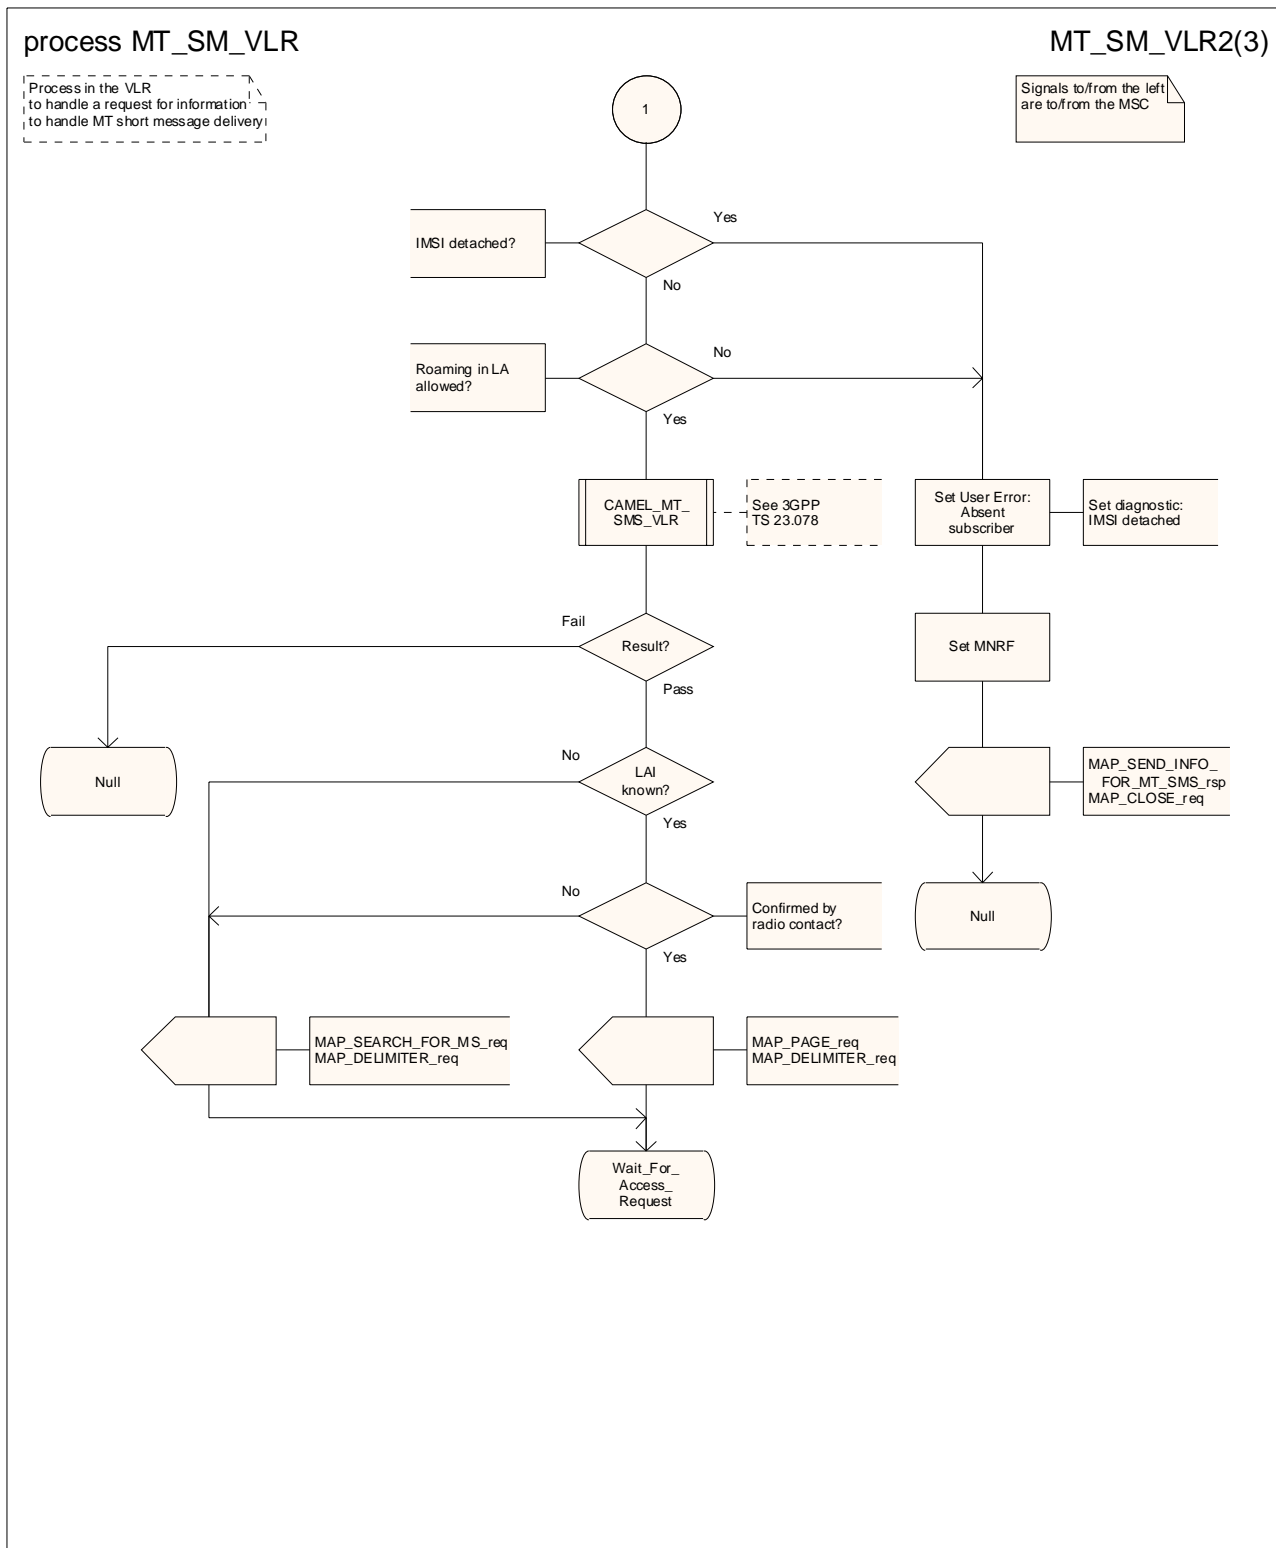 process MT_SM_VLR
MT_SM_VLR2(3)
Process in the VLR
to handle a request for information
to handle MT short message delivery
Signals to/from the left
are to/from the MSC
1
Yes
IMSI detached?
No
No
Roaming in LA
allowed?
Yes
CAMEL_MT_
SMS_VLR
See 3GPP
TS 23.078
Set User Error:
Absent
subscriber
Set diagnostic:
IMSI detached
Fail
Result?
Set MNRF
Pass
No
Null
LAI
known?
MAP_SEND_INFO_
FOR_MT_SMS_rsp
MAP_CLOSE_req
Yes
No
Confirmed by
radio contact?
Null
Yes
MAP_SEARCH_FOR_MS_req
MAP_DELIMITER_req
MAP_PAGE_req
MAP_DELIMITER_req
Wait_For_
Access_
Request